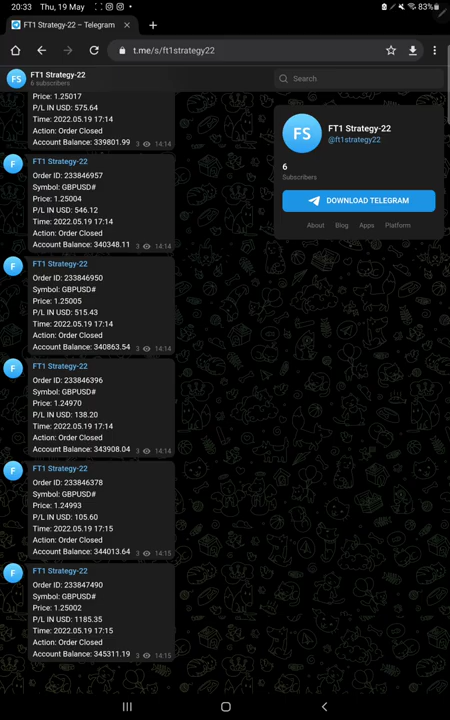 20:33 Thu, 19 May
83%
FT1 Strategy-22 – Telegram
t.me/s/ft1strategy22
FS
FT1 Strategy-22
6 subscribers
Search
Price: 1.25017
P/L IN USD: 575.64
Time: 2022.05.19 17:14
Action: Order Closed
Account Balance: 339801.99 3 14:14
F
FT1 Strategy-22
Order ID: 233846957
Symbol: GBPUSD#
Price: 1.25004
P/L IN USD: 546.12
Time: 2022.05.19 17:14
Action: Order Closed
Account Balance: 340348.11 3 14:14
F
FT1 Strategy-22
Order ID: 233846950
Symbol: GBPUSD#
Price: 1.25005
P/L IN USD: 515.43
Time: 2022.05.19 17:14
Action: Order Closed
Account Balance: 340863.54 3 14:14
F
FT1 Strategy-22
Order ID: 233846396
Symbol: GBPUSD#
Price: 1.24970
P/L IN USD: 138.20
Time: 2022.05.19 17:14
Action: Order Closed
Account Balance: 343908.04 3 14:14
F
FT1 Strategy-22
Order ID: 233846378
Symbol: GBPUSD#
Price: 1.24993
P/L IN USD: 105.60
Time: 2022.05.19 17:15
Action: Order Closed
Account Balance: 344013.64 3 14:15
F
FT1 Strategy-22
Order ID: 233847490
Symbol: GBPUSD#
Price: 1.25002
P/L IN USD: 1185.35
Time: 2022.05.19 17:15
Action: Order Closed
Account Balance: 345311.19 3 14:15
FS
FT1 Strategy-22
@ft1strategy22
6
Subscribers
DOWNLOAD TELEGRAM
About Blog Apps Platform